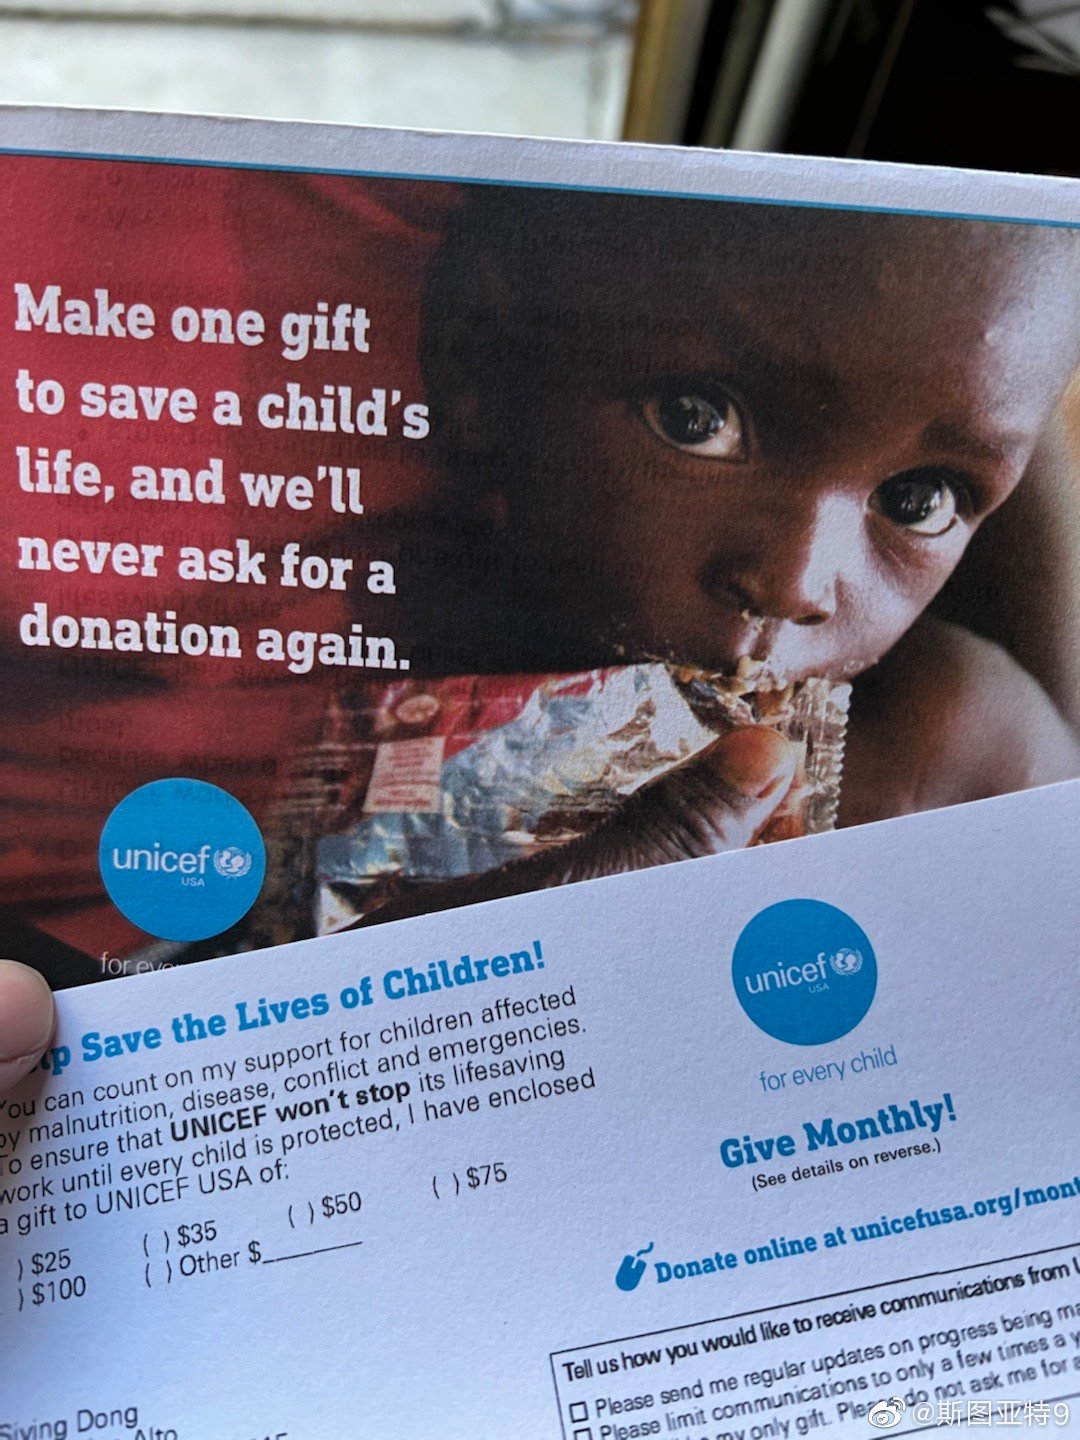 Make one gift
to save a child's
life, and we'll
never ask for a
donation again.
unicef
USA
for
Save the Lives of Children!
You can count on my support for children affected
by malnutrition, disease, conflict and emergencies.
To ensure that UNICEF won't stop its lifesaving
work until every child is protected, I have enclosed
a gift to UNICEF USA of:
) $25
( ) $35
( ) $50
( ) $75
) $100
( ) Other $
unicef
USA
for every child
Give Monthly!
(See details on reverse.)
Donate online at unicefusa.org/mont
Tell us how you would like to receive communications from
Please send me regular updates on progress being
Please limit communications to only a few times a
my only gift. Please do not ask me for a
Siying Dong
Alto
@斯图亚特9